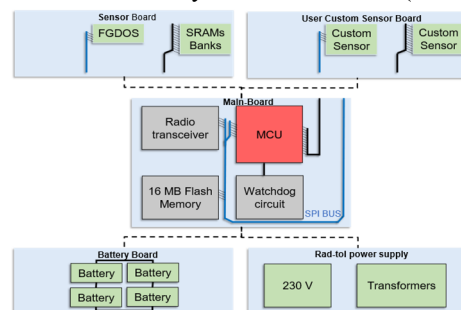 Sensor Board
FGDOS
SRAMs
Banks
User Custom Sensor Board
Custom
Sensor
Custom
Sensor
Main-Board
Radio
transceiver
MCU
16 MB Flash
Memory
Watchdog
circuit
SPI BUS
Battery Board
Battery
Battery
Battery
Battery
Rad-tol power supply
230 V
Transformers